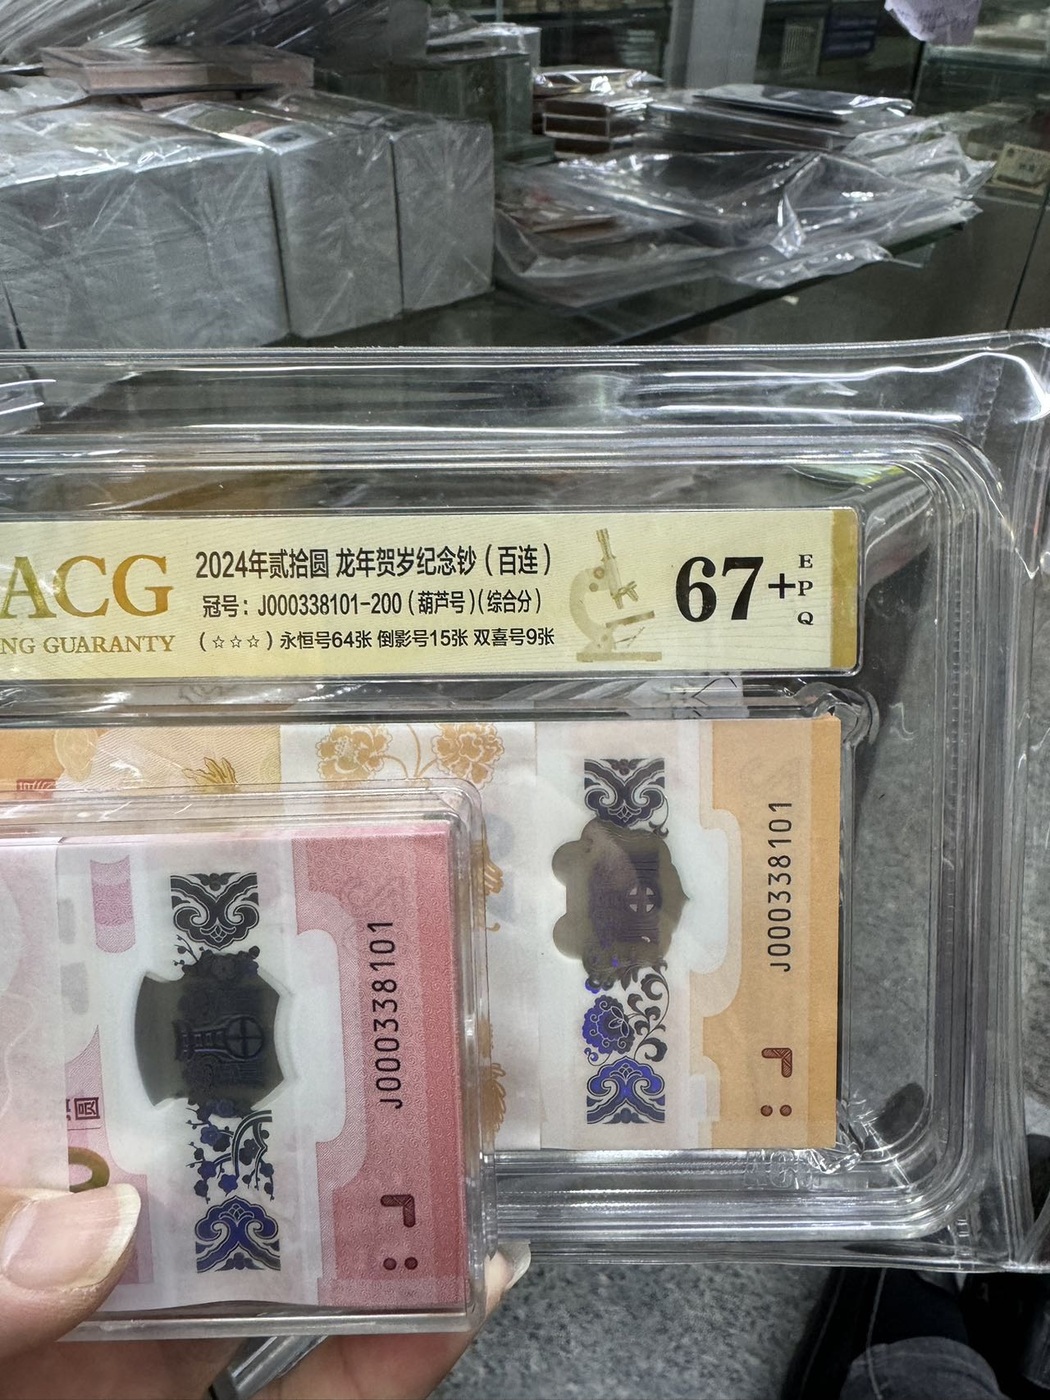 ACG
NG GUARANTY
2024年贰拾圆 龙年贺岁纪念钞（百连）
冠号：J000338101-200（葫芦号）（综合分）
（☆☆☆）永恒号64张 倒影号15张 双喜号9张
67+
EPQ
J000338101
J000338101
圆